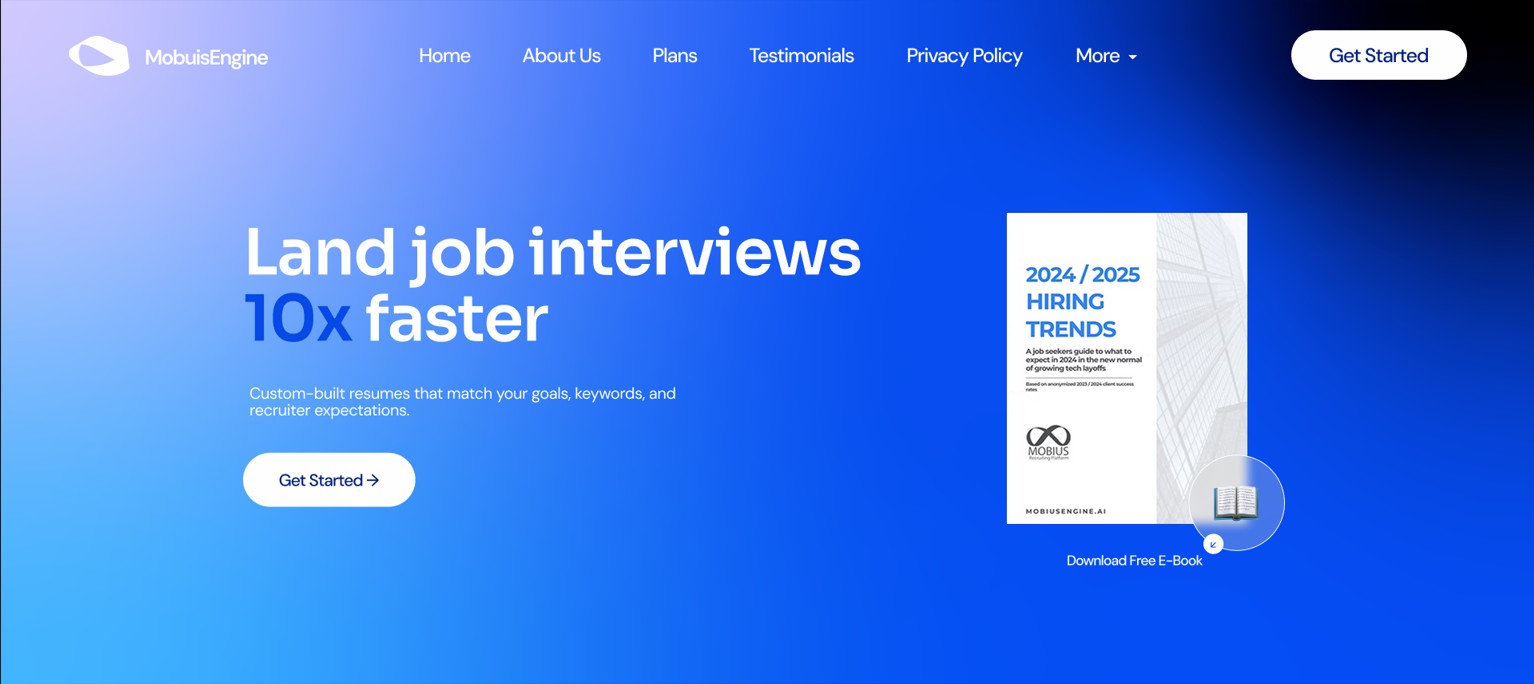 MobuisEngine
Home
About Us
Plans
Testimonials
Privacy Policy
More
Get Started
Land job interviews
10x faster
Custom-built resumes that match your goals, keywords, and
recruiter expectations.
Get Started →
2024 / 2025
HIRING
TRENDS
A job seekers guide to what to
expect in 2024 in the new normal
of growing tech layoffs
Based on anonymized 2023 / 2024 client success
rates
MOBIUS
Recruiting Platform
MOBIUSENGINE.AI
Download Free E-Book